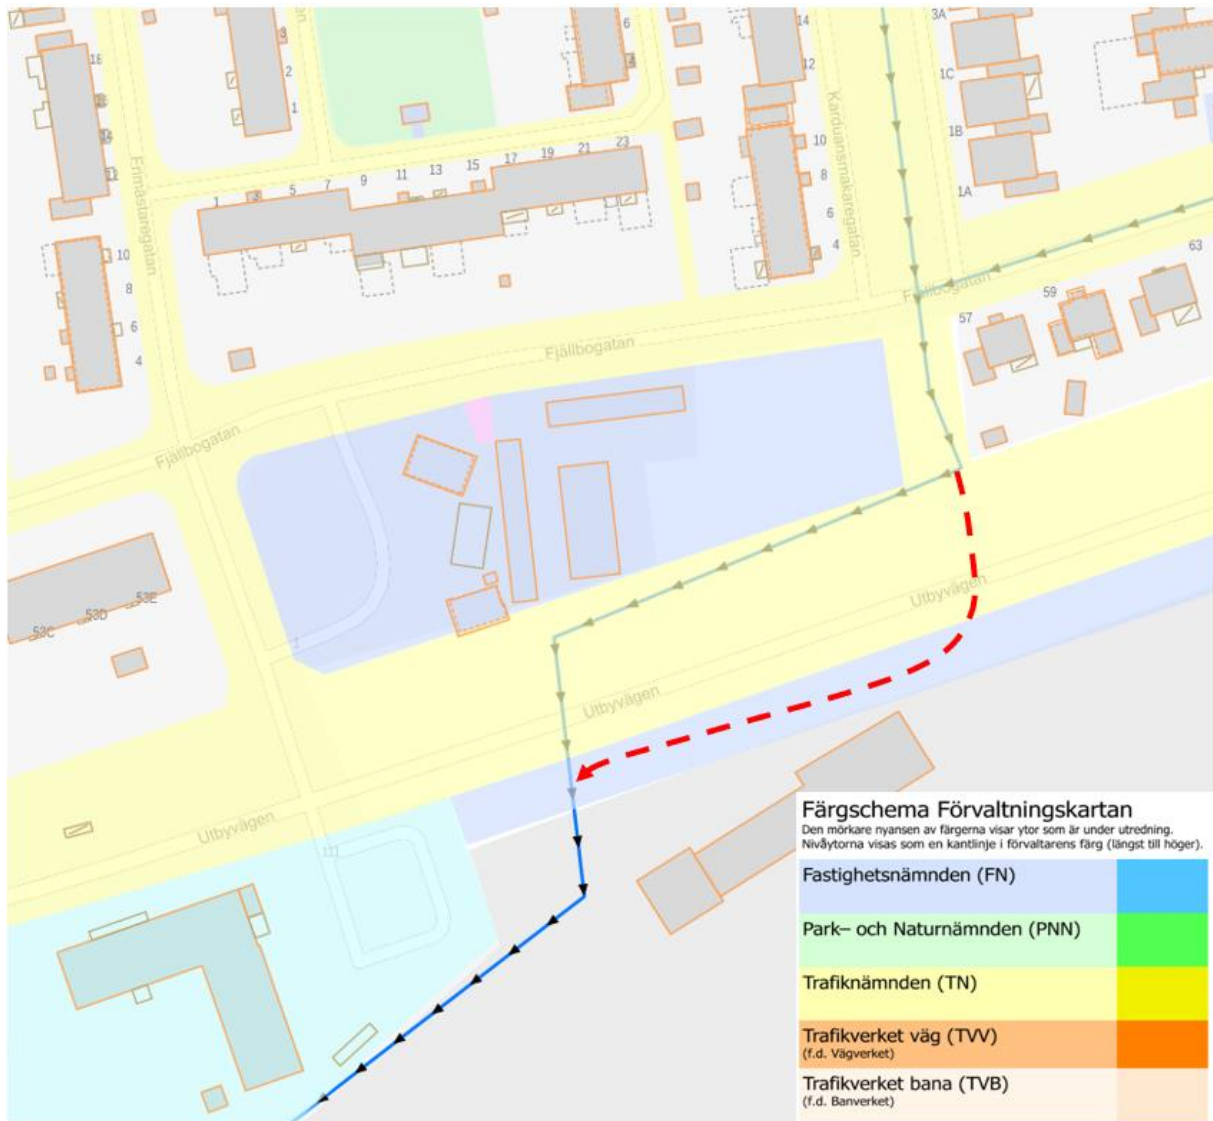 18
16
14
12
3
2
1
6
4
14
12
3A
1C
1B
1A
Frimästaregatan
Karduansmakaregatan
10
8
6
4
1
3
5
7
9
11
13
15
17
19
21
23
10
8
6
4
Fjällbogatan
57
59
63
Fjällbogatan
Fjällbogatan
53C
53D
53E
1
Utbyvägen
Utbyvägen
Utbyvägen
111
Färgschema Förvaltningskartan
Den mörkare nyansen av färgerna visar ytor som är under utredning.
Nivåytorna visas som en kantlinje i förvaltarens färg (längst till höger).
Fastighetsnämnden (FN)
Park– och Naturnämnden (PNN)
Trafiknämnden (TN)
Trafikverket väg (TVV)
(f.d. Vägverket)
Trafikverket bana (TVB)
(f.d. Banverket)